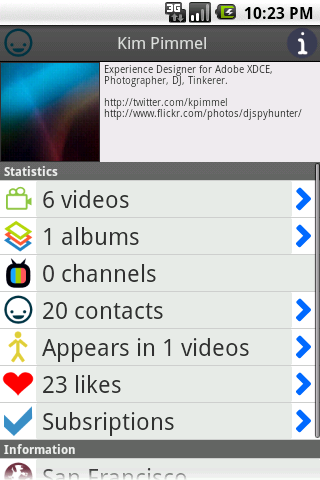 3G
10:23 PM
Kim Pimmel
i
Experience Designer for Adobe XDCE,
Photographer, DJ, Tinkerer.
http://twitter.com/kpimmel
http://www.flickr.com/photos/djspyhunter/
Statistics
6 videos
1 albums
0 channels
20 contacts
Appears in 1 videos
23 likes
Subsriptions
Information
San Francisco